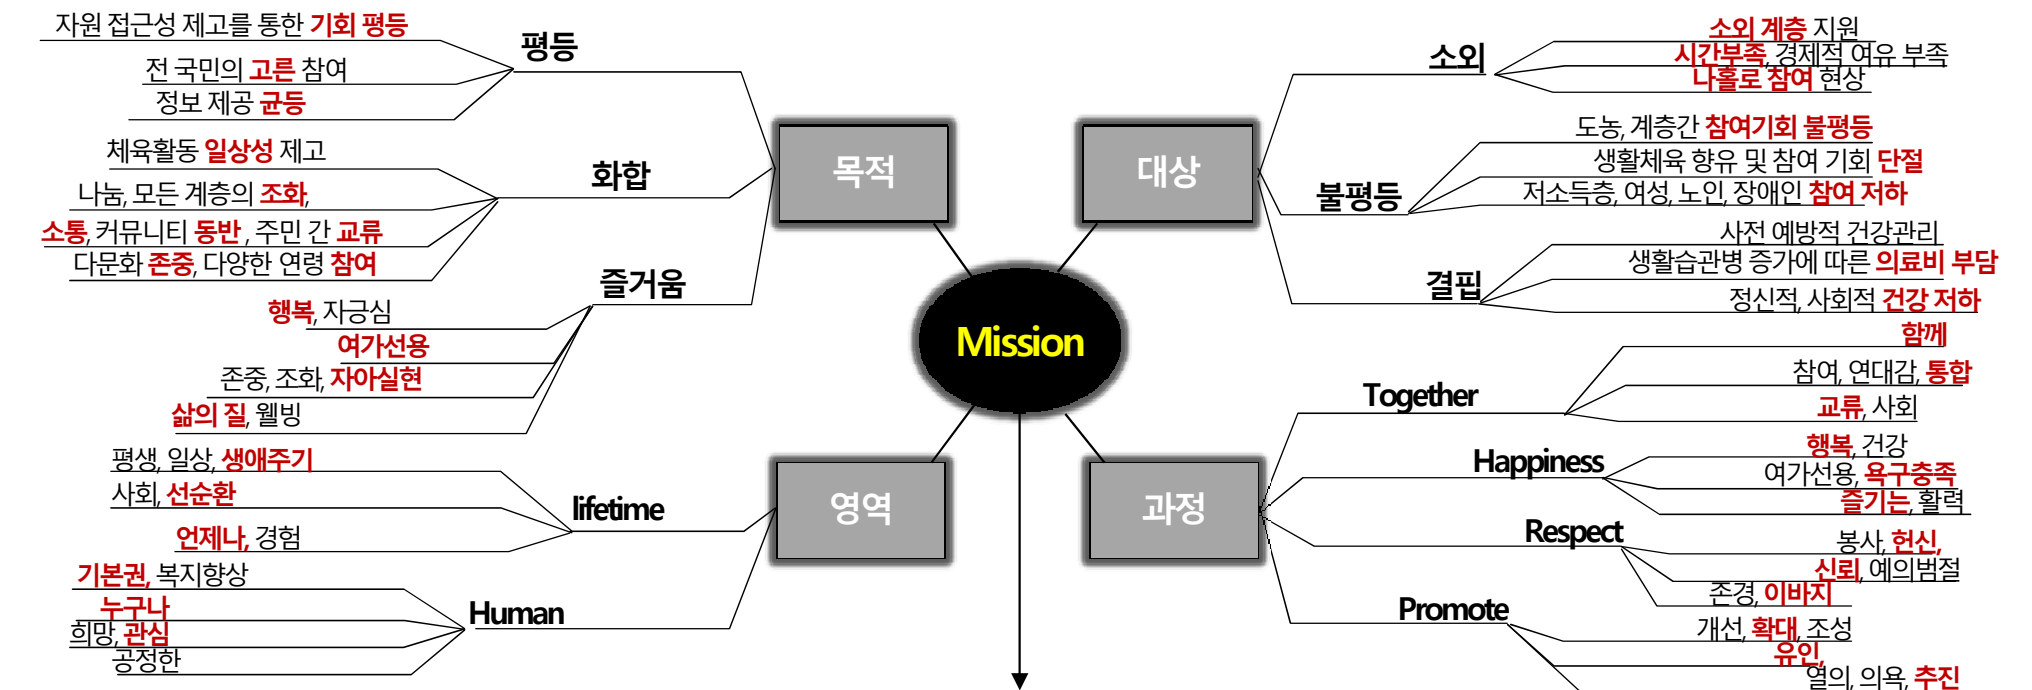 자원 접근성 제고를 통한 기회 평등
전 국민의 고른 참여
정보 제공 균등
평등
체육활동 일상성 제고
나눔, 모든 계층의 조화,
소통, 커뮤니티 동반 , 주민 간 교류
다문화 존중, 다양한 연령 참여
화합
행복, 자긍심
여가선용
존중, 조화, 자아실현
삶의 질, 웰빙
즐거움
목적
대상
소외
소외 계층 지원
시간부족, 경제적 여유 부족
나홀로 참여 현상
불평등
도농, 계층간 참여기회 불평등
생활체육 향유 및 참여 기회 단절
저소득층, 여성, 노인, 장애인 참여 저하
결핍
사전 예방적 건강관리
생활습관병 증가에 따른 의료비 부담
정신적, 사회적 건강 저하
Mission
평생, 일상, 생애주기
사회, 선순환
언제나, 경험
lifetime
기본권, 복지향상
누구나
희망, 관심
공정한
Human
영역
과정
Together
함께
참여, 연대감, 통합
교류, 사회
Happiness
행복, 건강
여가선용, 욕구충족
즐기는, 활력
Respect
봉사, 헌신,
신뢰, 예의범절
존경, 이바지
Promote
개선, 확대, 조성
유인,
열의, 의욕, 추진